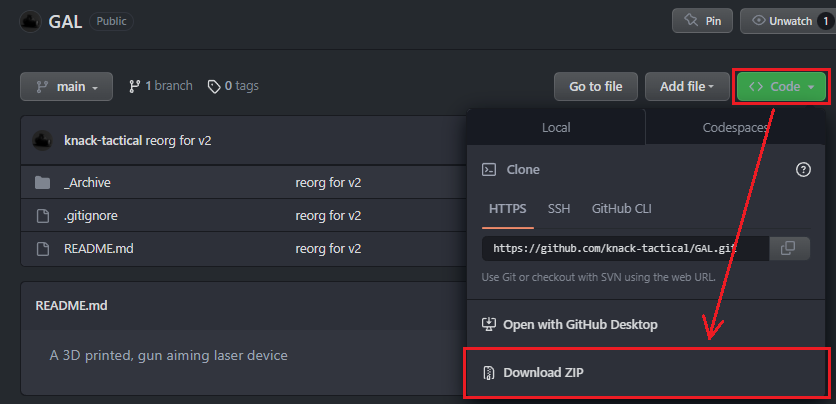 GAL Public Pin Unwatch 1
main 1 branch 0 tags Go to file Add file Code
knack-tactical reorg for v2
_Archive reorg for v2
.gitignore reorg for v2
README.md reorg for v2
README.md
A 3D printed, gun aiming laser device
Local Codespaces
Clone
HTTPS SSH GitHub CLI
https://github.com/knack-tactical/GAL.git
Use Git or checkout with SVN using the web URL.
Open with GitHub Desktop
Download ZIP